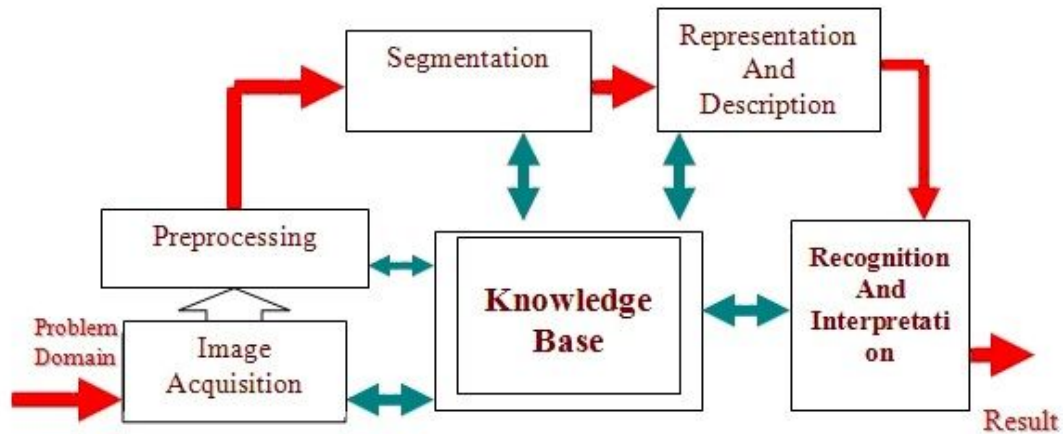 Segmentation
Representation
And
Description
Preprocessing
Problem
Domain
Image
Acquisition
Knowledge
Base
Recognition
And
Interpretati
on
Result